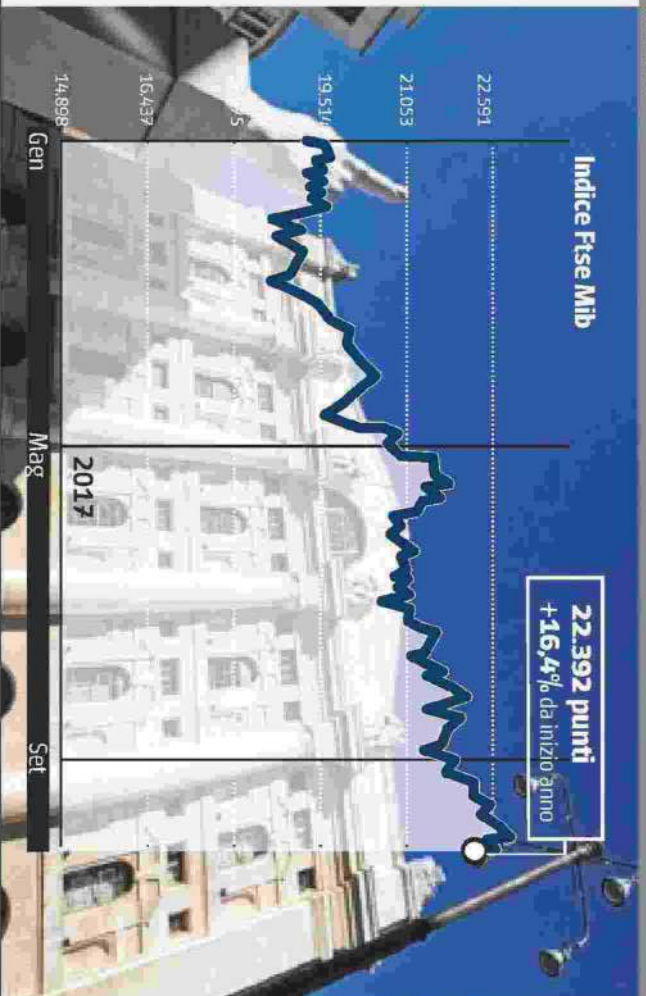 Indice Ftse Mib
22.392 punti
+16,4% da inizio anno
22.591
21.053
19.514
5
16.437
14.898
2017
Gen
Mag
Set